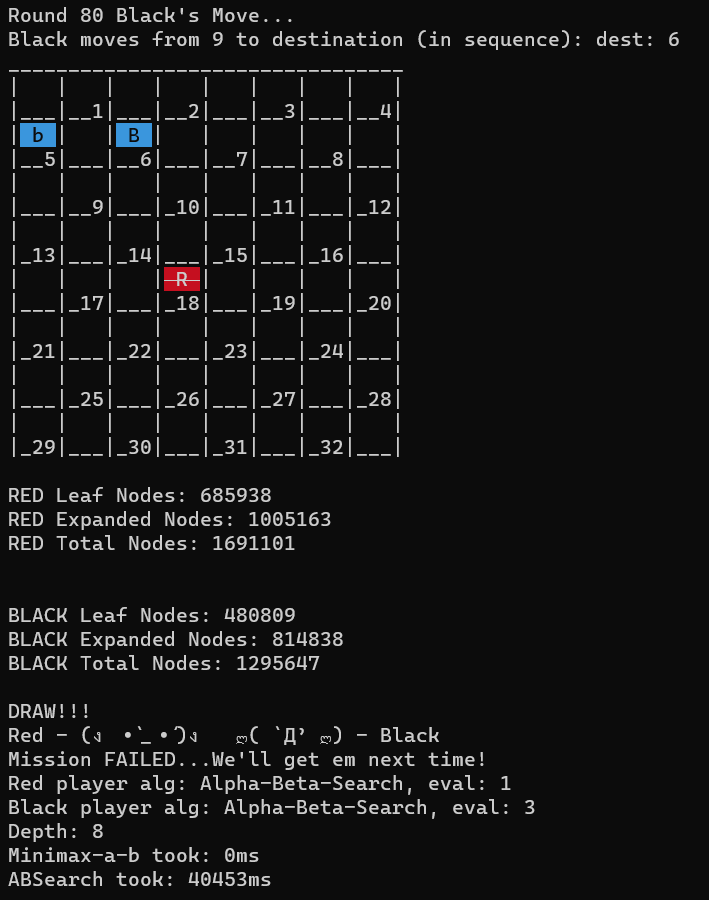 Round 80 Black's Move...
Black moves from 9 to destination (in sequence): dest: 6
_________________________________
|   |   |   |   |   |   |   |   |
|___|__1|___|__2|___|__3|___|__4|
| b |   | B |   |   |   |   |   |
|__5|___|__6|___|__7|___|__8|___|
|   |   |   |   |   |   |   |   |
|___|__9|___|_10|___|_11|___|_12|
|   |   |   |   |   |   |   |   |
|_13|___|_14|___|_15|___|_16|___|
|   |   |   | R |   |   |   |   |
|___|_17|___|_18|___|_19|___|_20|
|   |   |   |   |   |   |   |   |
|_21|___|_22|___|_23|___|_24|___|
|   |   |   |   |   |   |   |   |
|___|_25|___|_26|___|_27|___|_28|
|   |   |   |   |   |   |   |   |
|_29|___|_30|___|_31|___|_32|___|
RED Leaf Nodes: 685938
RED Expanded Nodes: 1005163
RED Total Nodes: 1691101
BLACK Leaf Nodes: 480809
BLACK Expanded Nodes: 814838
BLACK Total Nodes: 1295647
DRAW!!!
Red - (ง •̀_•́)ง   ლ( `Д’ ლ) - Black
Mission FAILED...We'll get em next time!
Red player alg: Alpha-Beta-Search, eval: 1
Black player alg: Alpha-Beta-Search, eval: 3
Depth: 8
Minimax-a-b took: 0ms
ABSearch took: 40453ms